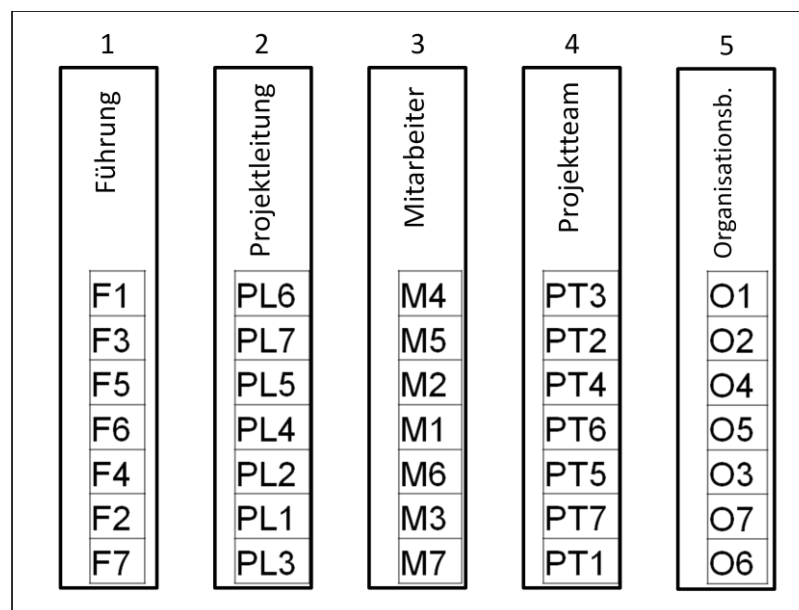 1 2 3 4 5
Führung Projektleitung Mitarbeiter Projektteam Organisationsb.
F1 PL6 M4 PT3 O1
F3 PL7 M5 PT2 O2
F5 PL5 M2 PT4 O4
F6 PL4 M1 PT6 O5
F4 PL2 M6 PT5 O3
F2 PL1 M3 PT7 O7
F7 PL3 M7 PT1 O6